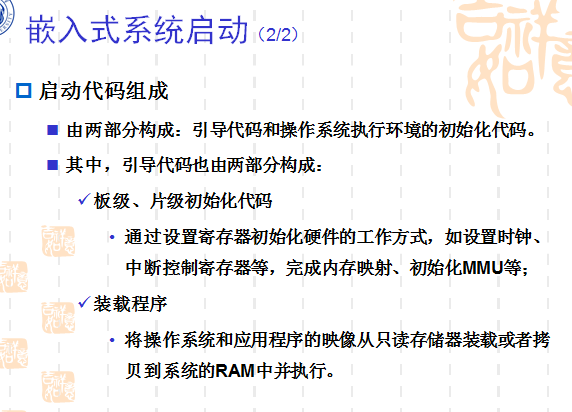 嵌入式系统启动(2/2)
启动代码组成
由两部分构成：引导代码和操作系统执行环境的初始化代码。
其中，引导代码也由两部分构成：
板级、片级初始化代码
通过设置寄存器初始化硬件的工作方式，如设置时钟、
中断控制寄存器等，完成内存映射、初始化MMU等；
装载程序
将操作系统和应用程序的映像从只读存储器装载或者拷
贝到系统的RAM中并执行。